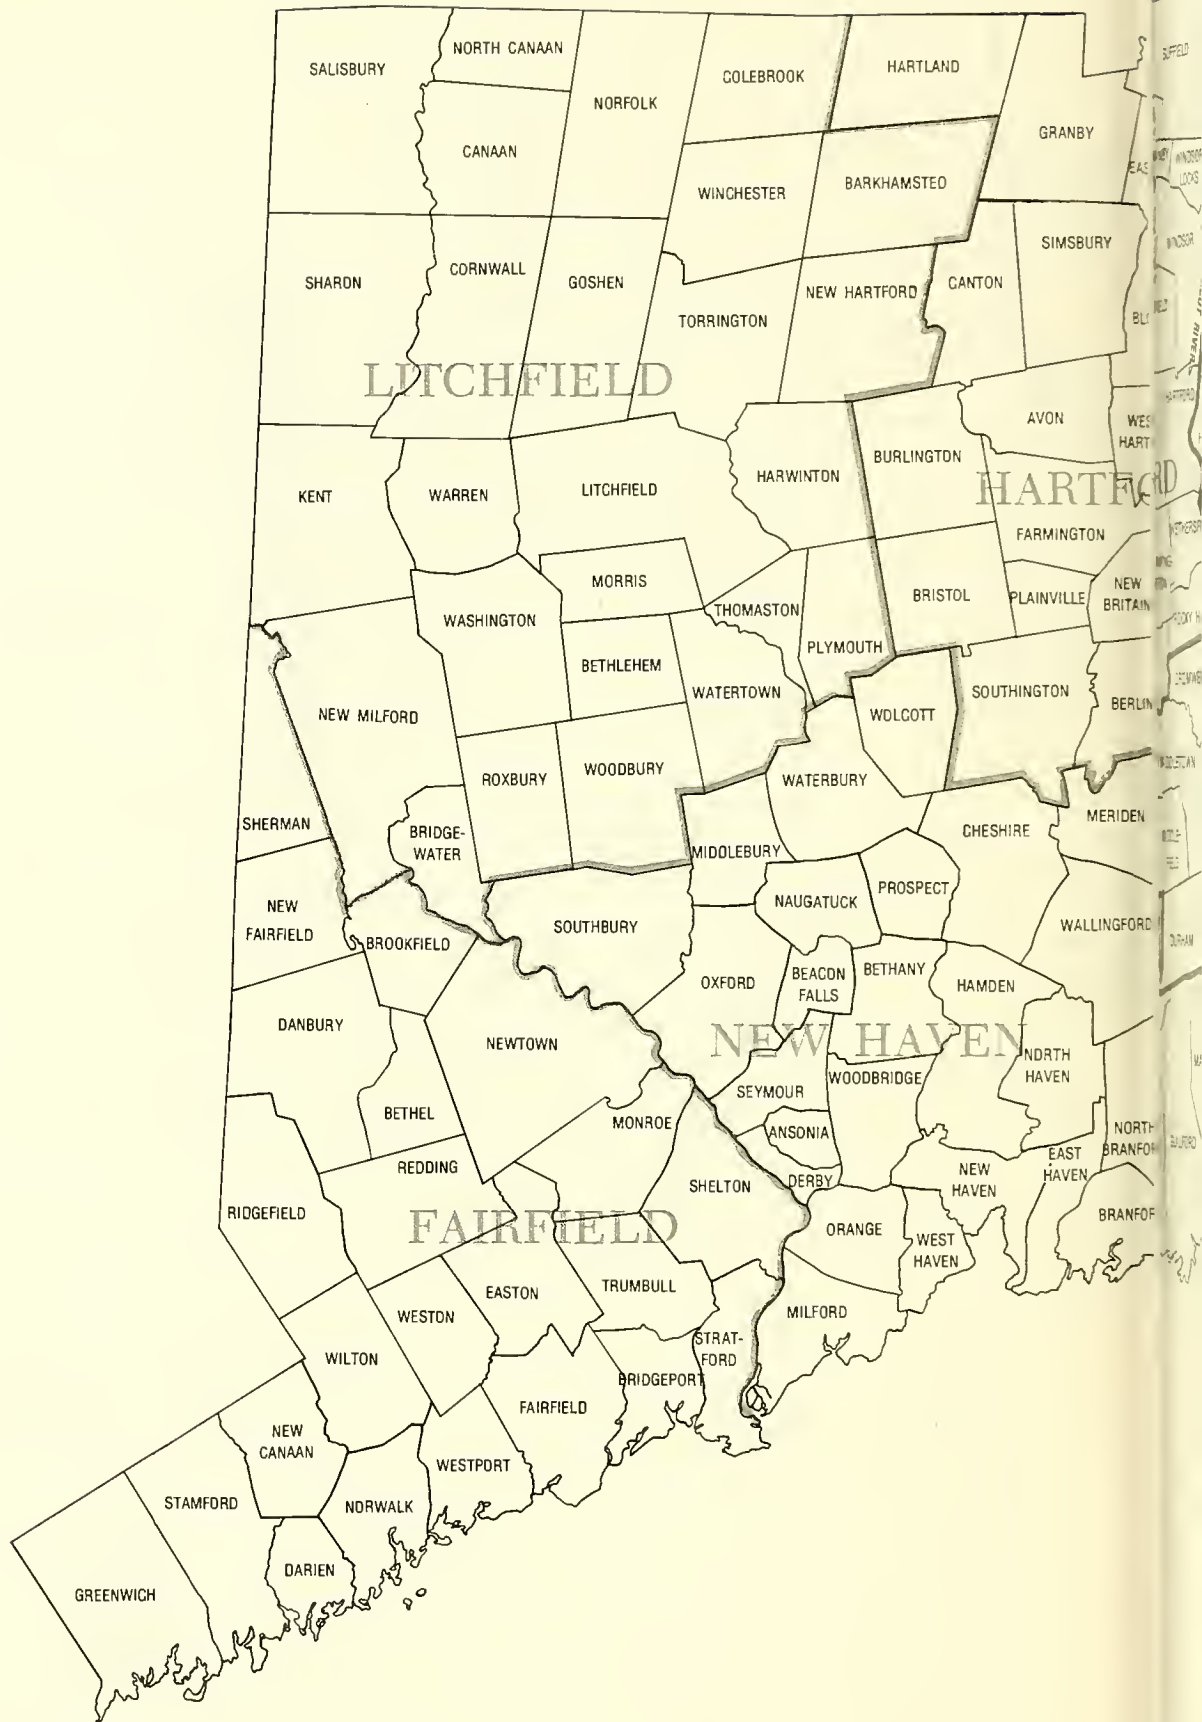 SALISBURY
NORTH CANAAN
COLEBROOK
HARTLAND
NORFOLK
GRANBY
CANAAN
WINCHESTER
BARKHAMSTED
SHARON
CORNWALL
GOSHEN
TORRINGTON
NEW HARTFORD
CANTON
SIMSBURY
LITCHFIELD
AVON
KENT
WARREN
LITCHFIELD
HARWINTON
BURLINGTON
HARTFORD
FARMINGTON
MORRIS
THOMASTON
BRISTOL
PLAINVILLE
NEW
BRITAIN
WASHINGTON
BETHLEHEM
PLYMOUTH
WATERTOWN
NEW MILFORD
WOLCOTT
SOUTHINGTON
BERLIN
ROXBURY
WOODBURY
WATERBURY
SHERMAN
BRIDGE-
WATER
MIDDLEBURY
CHESHIRE
MERIDEN
NEW
FAIRFIELD
BROOKFIELD
SOUTHBURY
NAUGATUCK
PROSPECT
WALLINGFORD
DURHAM
OXFORD
BEACON
FALLS
BETHANY
HAMDEN
DANBURY
NEWTOWN
NEW HAVEN
NORTH
HAVEN
SEYMOUR
WOODBRIDGE
BETHEL
MONROE
ANSONIA
REDDING
SHELTON
DERBY
NEW
HAVEN
EAST
HAVEN
NORTH
BRANFOR
RIDGEFIELD
FAIRFIELD
ORANGE
WEST
HAVEN
BRANFOR
EASTON
TRUMBULL
MILFORD
WESTON
WILTON
STRAT-
FORD
BRIDGEPORT
FAIRFIELD
NEW
CANAAN
WESTPORT
STAMFORD
NORWALK
DARIEN
GREENWICH